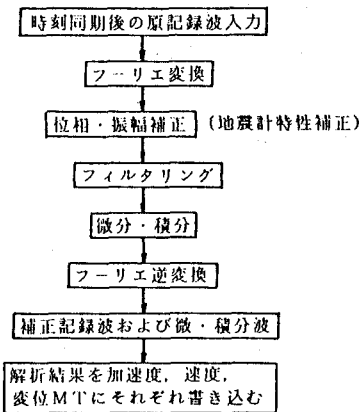 時刻同期後の原記録波入力
フーリエ変換
位相・振幅補正 (地震計特性補正)
フィルタリング
微分・積分
フーリエ逆変換
補正記録波および微・積分波
解析結果を加速度，速度，
変位MTにそれぞれ書き込む